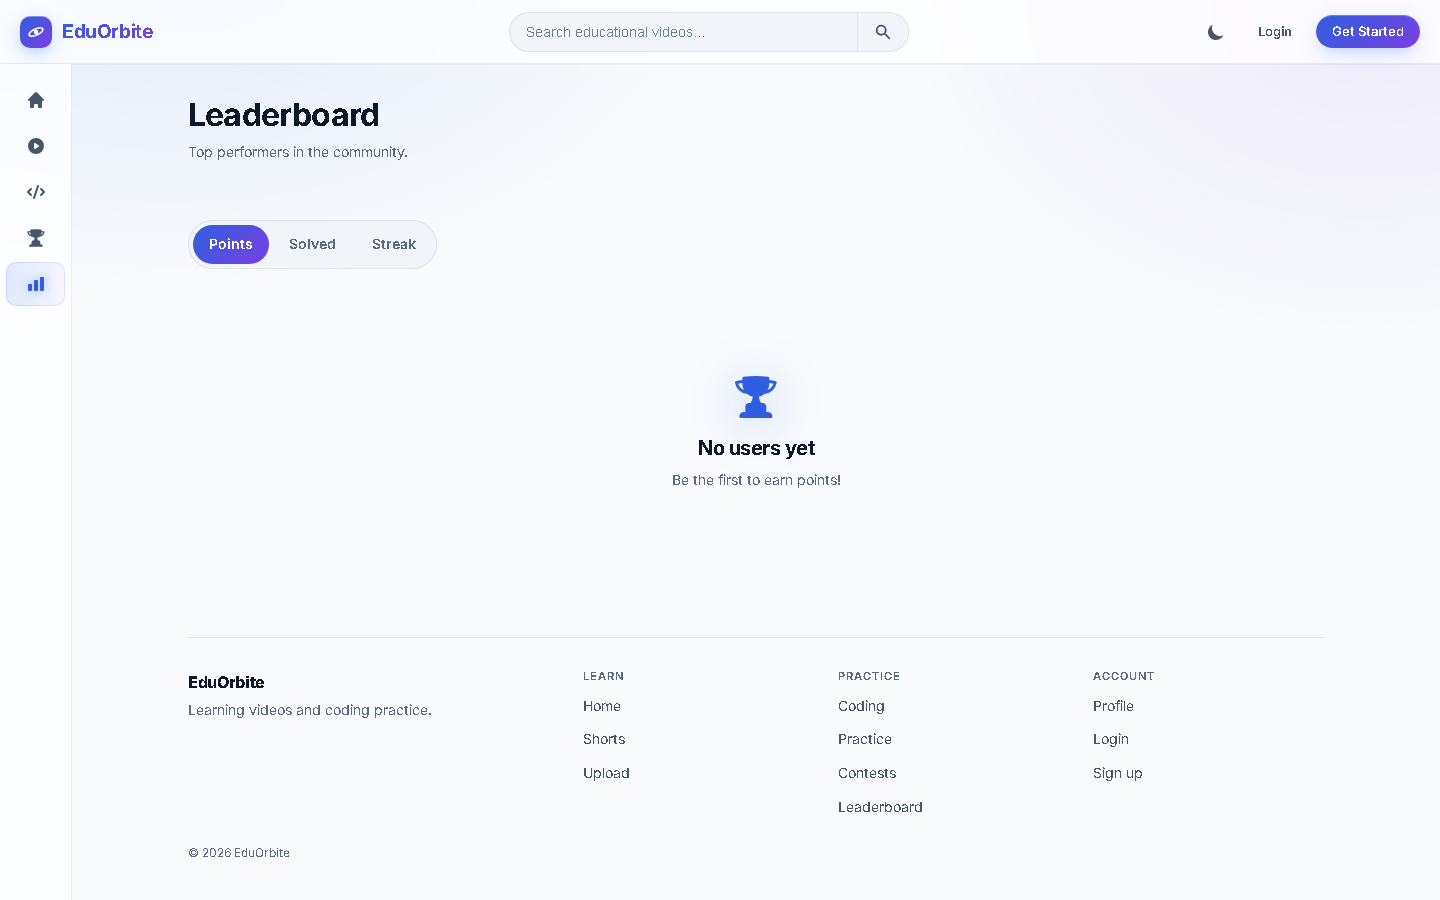 EduOrbite
Search educational videos...
Login
Get Started
Leaderboard
Top performers in the community.
Points
Solved
Streak
No users yet
Be the first to earn points!
EduOrbite
Learning videos and coding practice.
LEARN
Home
Shorts
Upload
PRACTICE
Coding
Practice
Contests
Leaderboard
ACCOUNT
Profile
Login
Sign up
© 2026 EduOrbite